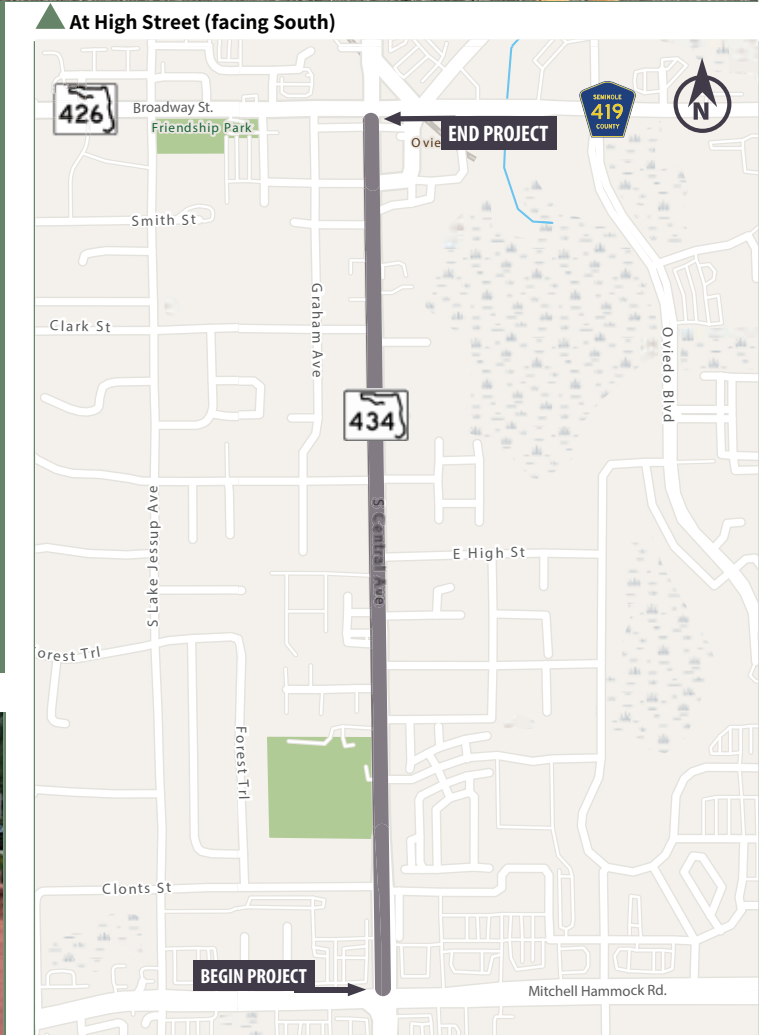 At High Street (facing South)
426
Broadway St.
Friendship Park
SEMINOLE
419
COUNTY
N
END PROJECT
Ovie
Smith St
Graham Ave
Clark St
Oviedo Blvd
434
S Lake Jessup Ave
S Central Ave
E High St
orest Trl
Forest Trl
Clonts St
BEGIN PROJECT
Mitchell Hammock Rd.